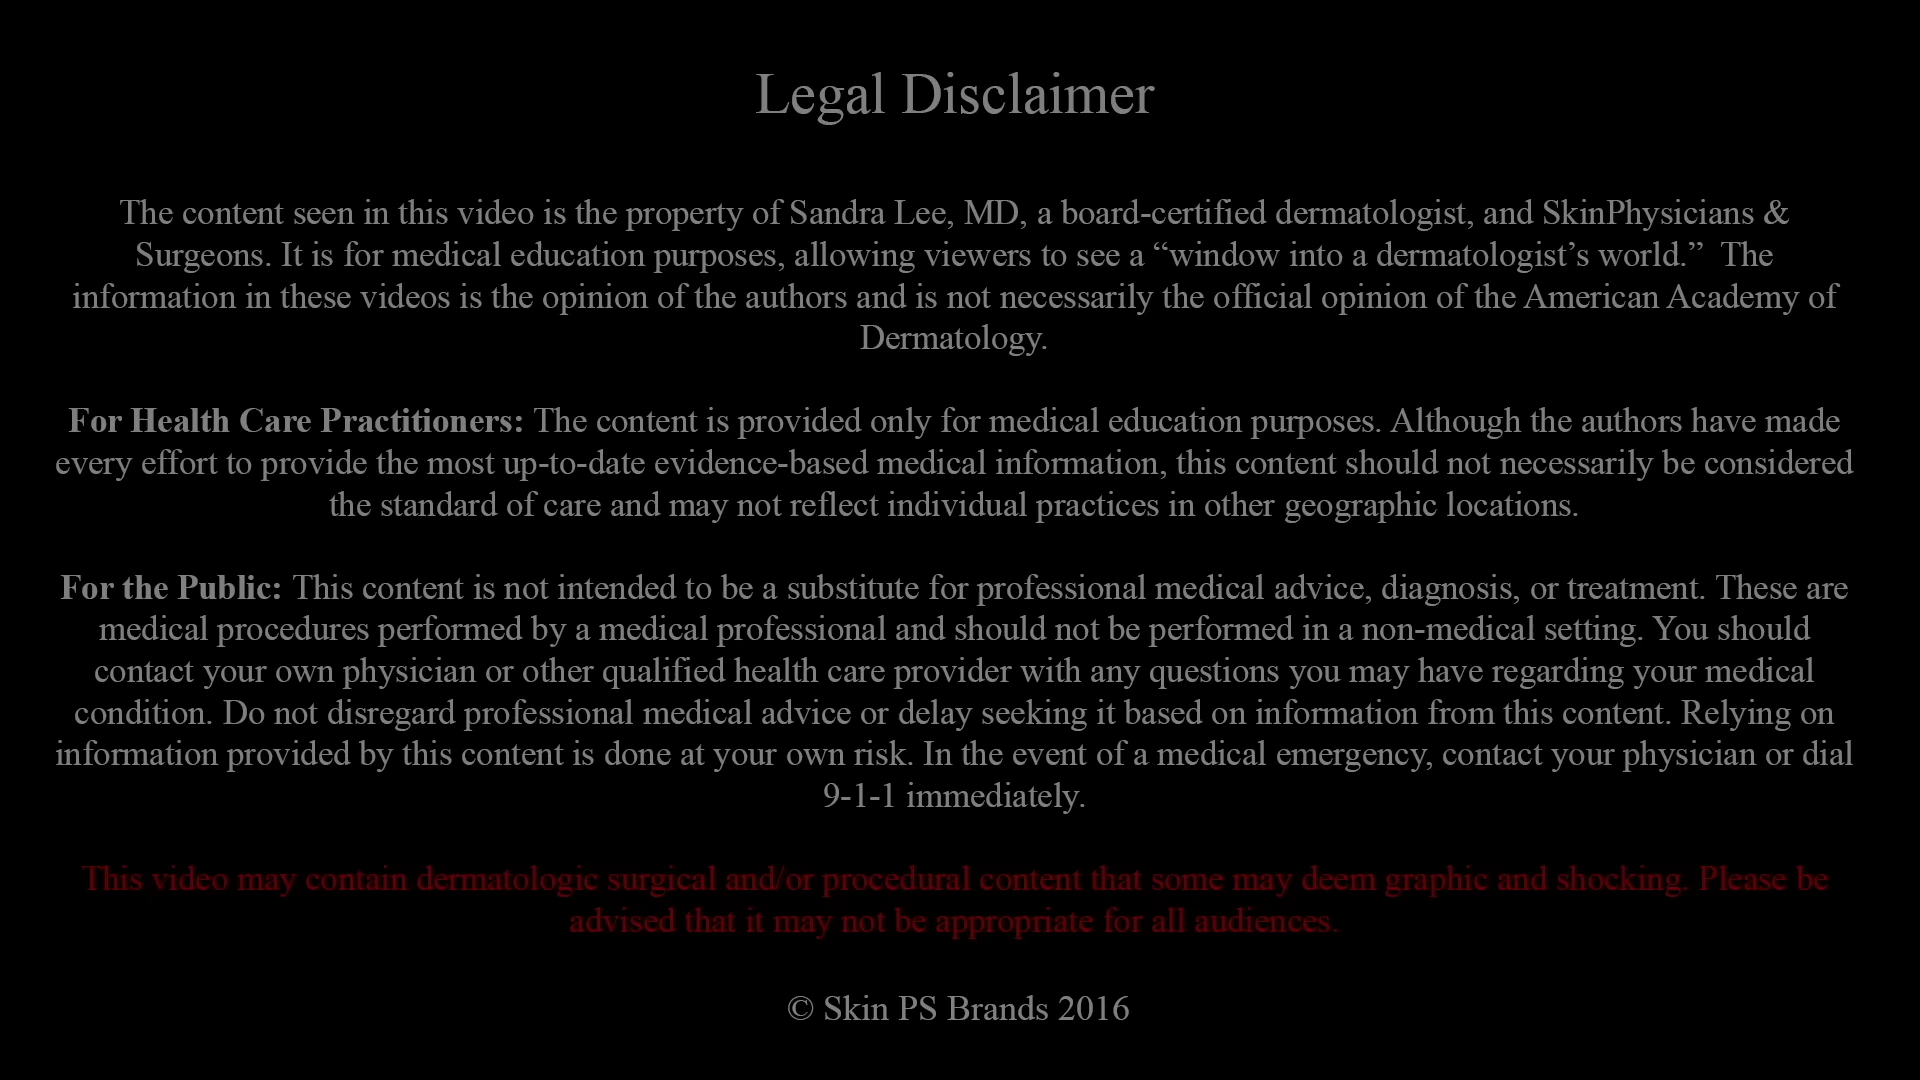 Legal Disclaimer
The content seen in this video is the property of Sandra Lee, MD, a board-certified dermatologist, and SkinPhysicians &
Surgeons. It is for medical education purposes, allowing viewers to see a “window into a dermatologist’s world.”  The
information in these videos is the opinion of the authors and is not necessarily the official opinion of the American Academy of
Dermatology.
For Health Care Practitioners: The content is provided only for medical education purposes. Although the authors have made
every effort to provide the most up-to-date evidence-based medical information, this content should not necessarily be considered
the standard of care and may not reflect individual practices in other geographic locations.
For the Public: This content is not intended to be a substitute for professional medical advice, diagnosis, or treatment. These are
medical procedures performed by a medical professional and should not be performed in a non-medical setting. You should
contact your own physician or other qualified health care provider with any questions you may have regarding your medical
condition. Do not disregard professional medical advice or delay seeking it based on information from this content. Relying on
information provided by this content is done at your own risk. In the event of a medical emergency, contact your physician or dial
9-1-1 immediately.
This video may contain dermatologic surgical and/or procedural content that some may deem graphic and shocking. Please be
advised that it may not be appropriate for all audiences.
© Skin PS Brands 2016